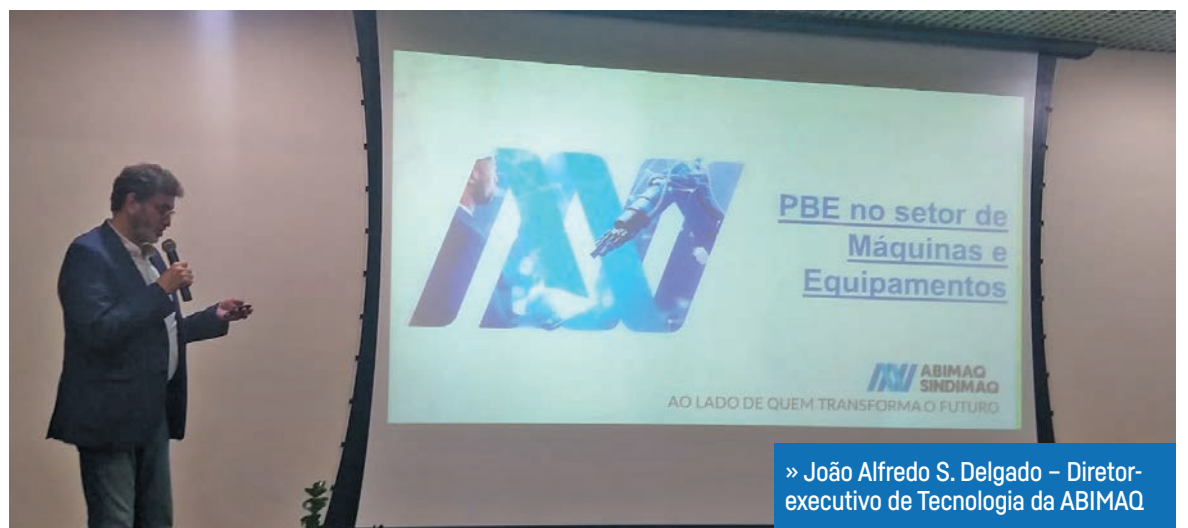 PBE no setor de
Máquinas e
Equipamentos
ABIMAQ
SINDIMAQ
AO LADO DE QUEM TRANSFORMA O FUTURO
» João Alfredo S. Delgado – Diretor-
executivo de Tecnologia da ABIMAQ